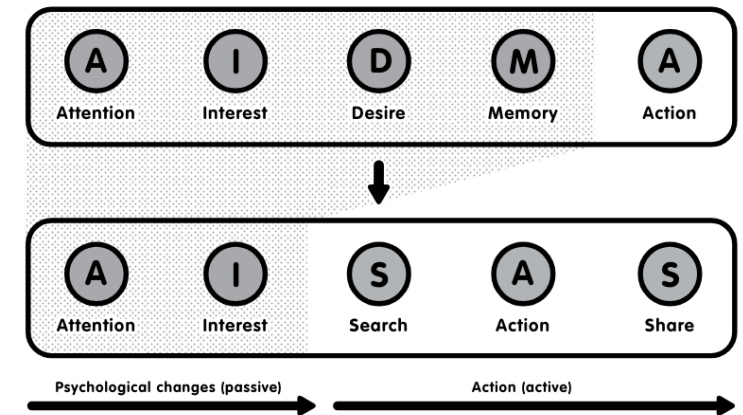 A I D M A
Attention Interest Desire Memory Action
A I S A S
Attention Interest Search Action Share
Psychological changes (passive) Action (active)